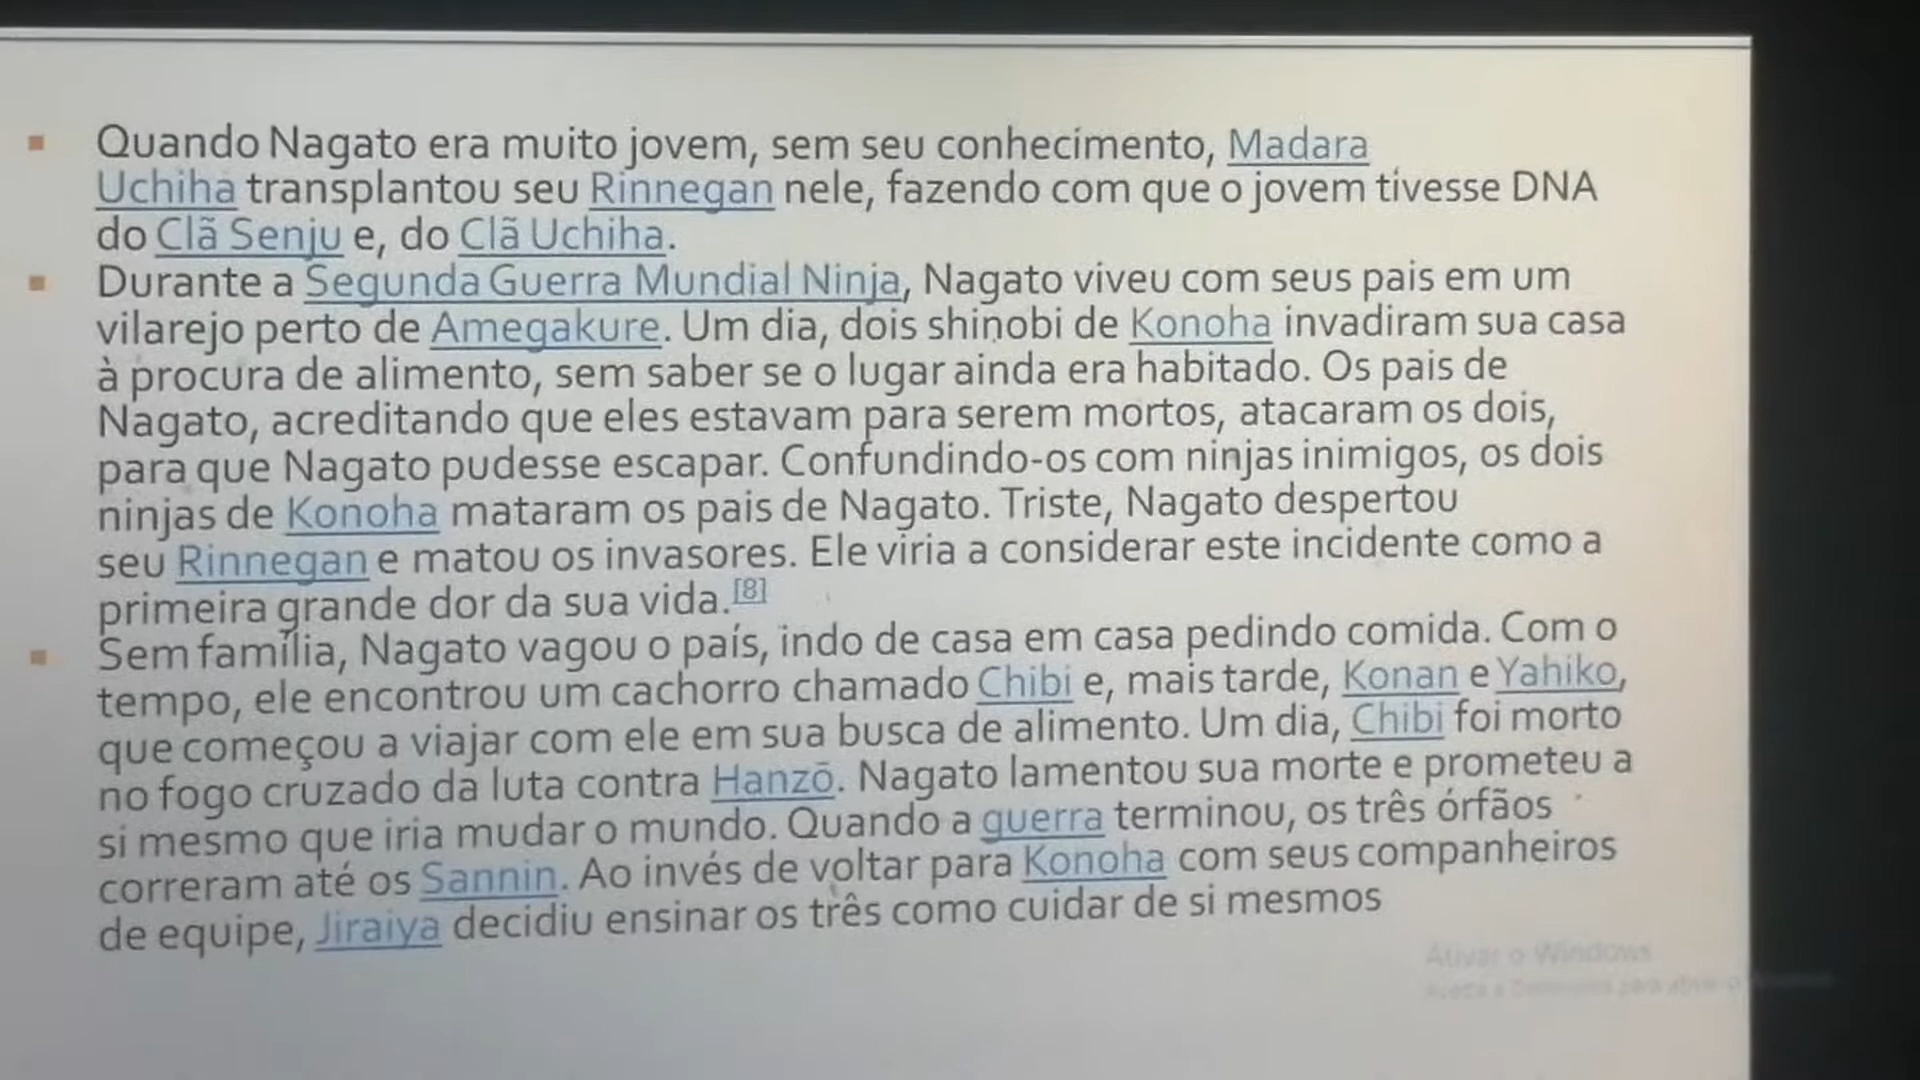 Quando Nagato era muito jovem, sem seu conhecimento, Madara
Uchiha transplantou seu Rinnegan nele, fazendo com que o jovem tivesse DNA
do Clã Senju e, do Clã Uchiha.
Durante a Segunda Guerra Mundial Ninja, Nagato viveu com seus pais em um
vilarejo perto de Amegakure. Um dia, dois shinobi de Konoha invadiram sua casa
à procura de alimento, sem saber se o lugar ainda era habitado. Os pais de
Nagato, acreditando que eles estavam para serem mortos, atacaram os dois,
para que Nagato pudesse escapar. Confundindo-os com ninjas inimigos, os dois
ninjas de Konoha mataram os pais de Nagato. Triste, Nagato despertou
seu Rinnegan e matou os invasores. Ele viria a considerar este incidente como a
primeira grande dor da sua vida.[8]
Sem família, Nagato vagou o país, indo de casa em casa pedindo comida. Com o
tempo, ele encontrou um cachorro chamado Chibi e, mais tarde, Konan e Yahiko,
que começou a viajar com ele em sua busca de alimento. Um dia, Chibi foi morto
no fogo cruzado da luta contra Hanzō. Nagato lamentou sua morte e prometeu a
si mesmo que iria mudar o mundo. Quando a guerra terminou, os três órfãos
correram até os Sannin. Ao invés de voltar para Konoha com seus companheiros
de equipe, Jiraiya decidiu ensinar os três como cuidar de si mesmos
Ativar o Windows